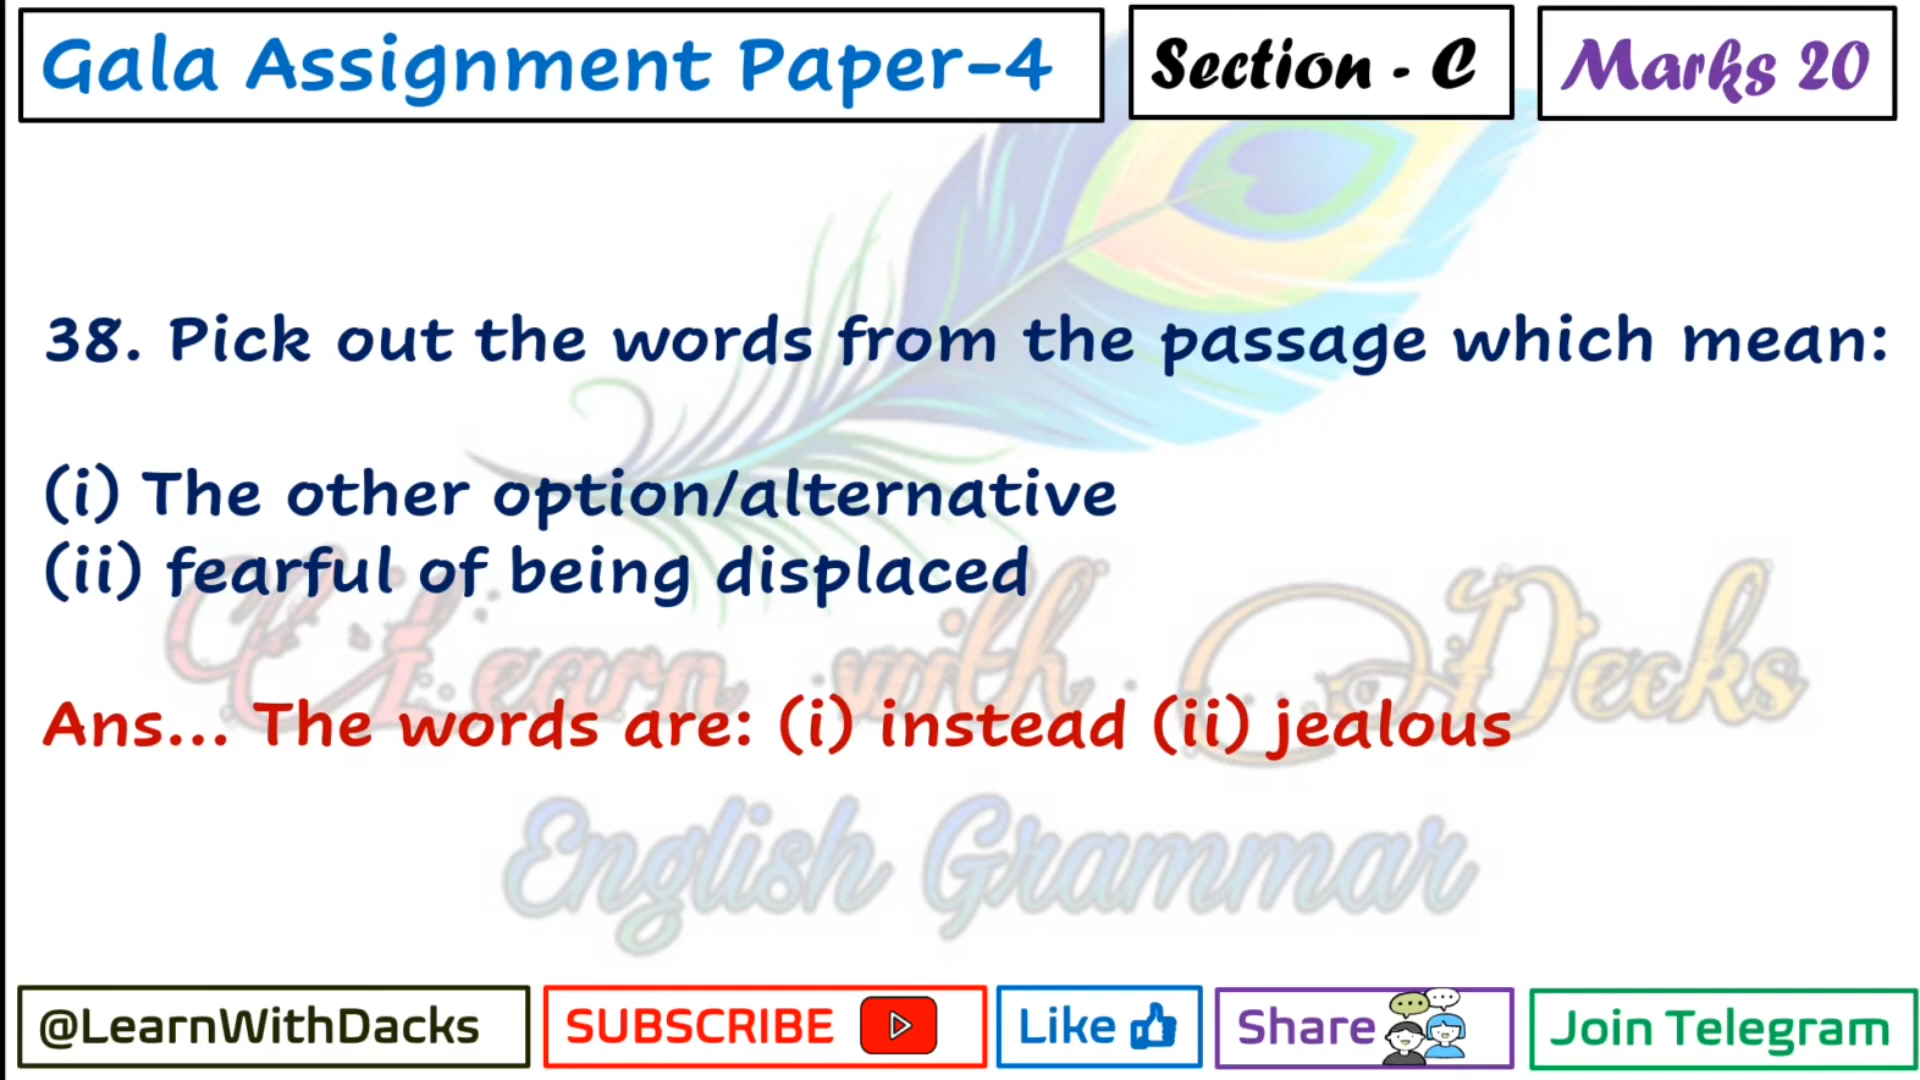 Gala Assignment Paper-4
Section - C
Marks 20
38. Pick out the words from the passage which mean:
(i) The other option/alternative
(ii) fearful of being displaced
Ans... The words are: (i) instead (ii) jealous
Learn with Dacks
English Grammar
@LearnWithDacks
SUBSCRIBE
Like
Share
Join Telegram